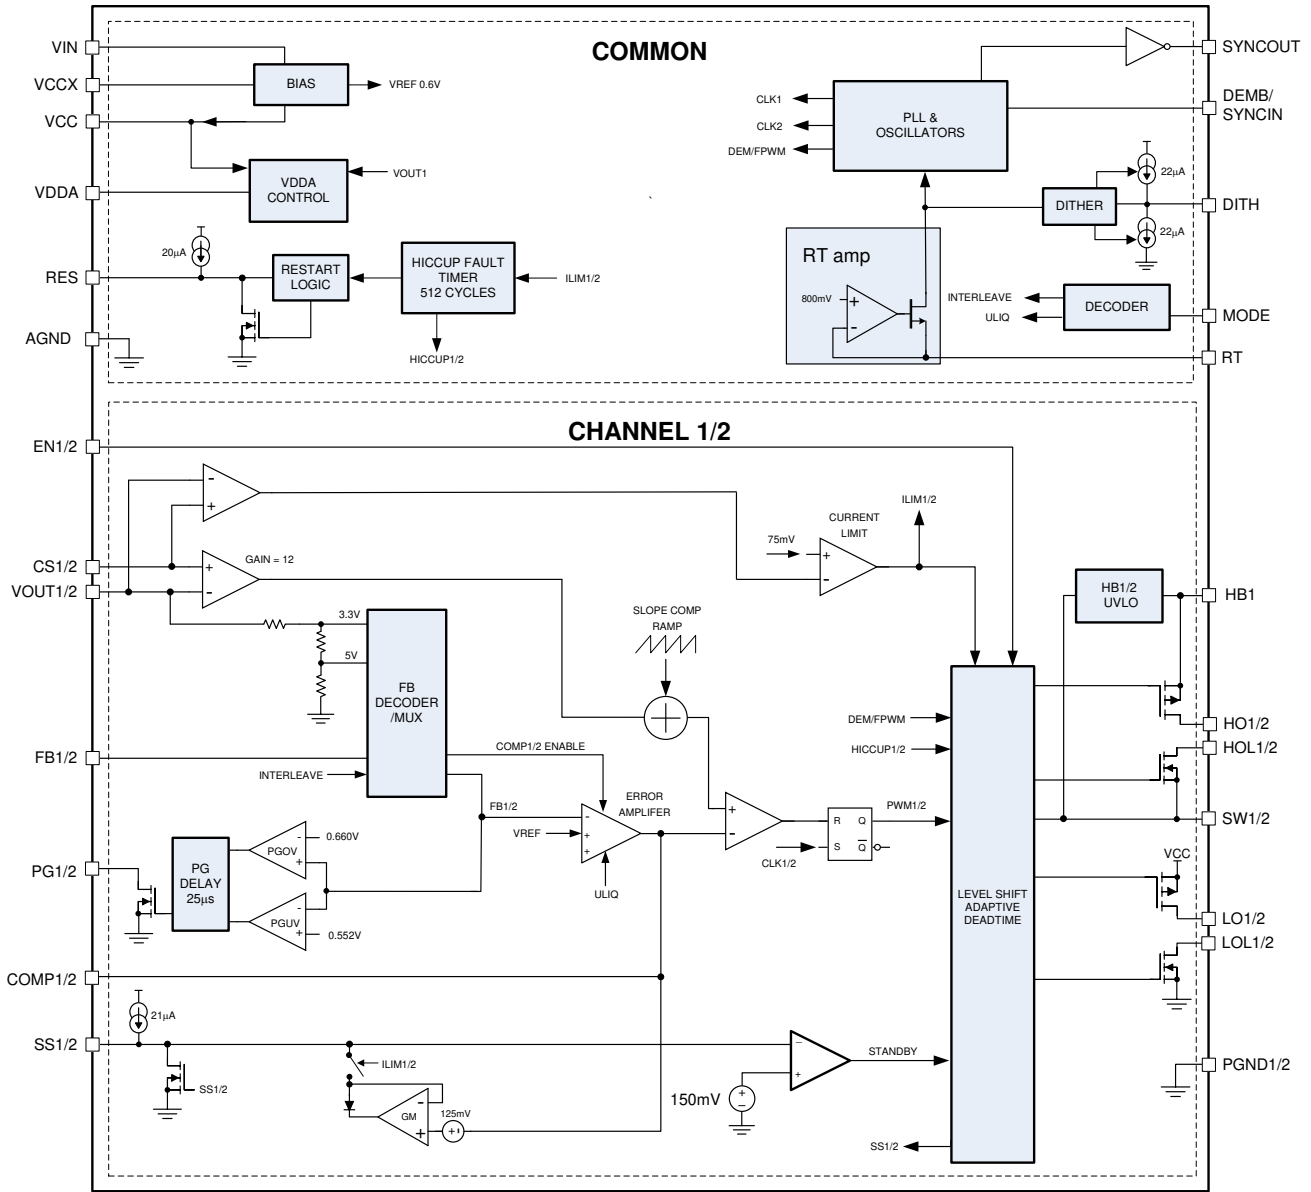 COMMON
VIN
VCCX
VCC
BIAS
VREF 0.6V
VDDA
VDDA
CONTROL
VOUT1
RES
20µA
RESTART
LOGIC
HICCUP FAULT
TIMER
512 CYCLES
ILIM1/2
HICCUP1/2
AGND
SYNCOUT
DEMB/
SYNCIN
PLL &
OSCILLATORS
CLK1
CLK2
DEM/FPWM
22µA
DITHER
DITH
22µA
RT amp
800mV
+
-
INTERLEAVE
ULIQ
DECODER
MODE
RT
CHANNEL 1/2
EN1/2
-
+
CS1/2
VOUT1/2
+
-
GAIN = 12
75mV
+
-
CURRENT
LIMIT
ILIM1/2
3.3V
5V
FB
DECODER
/MUX
SLOPE COMP
RAMP
FB1/2
INTERLEAVE
COMP1/2 ENABLE
FB1/2
VREF
ERROR
AMPLIFER
-
+
+
ULIQ
+
-
CLK1/2
R
Q
S
Q
PWM1/2
DEM/FPWM
HICCUP1/2
LEVEL SHIFT
ADAPTIVE
DEADTIME
HB1/2
UVLO
HB1
HO1/2
HOL1/2
SW1/2
VCC
LO1/2
LOL1/2
PGND1/2
PG1/2
PG
DELAY
25µs
PGOV
-
+
0.660V
PGUV
-
+
0.552V
COMP1/2
21µA
SS1/2
SS1/2
ILIM1/2
GM
-
+
125mV
+
-
150mV
+
-
-
+
STANDBY
SS1/2